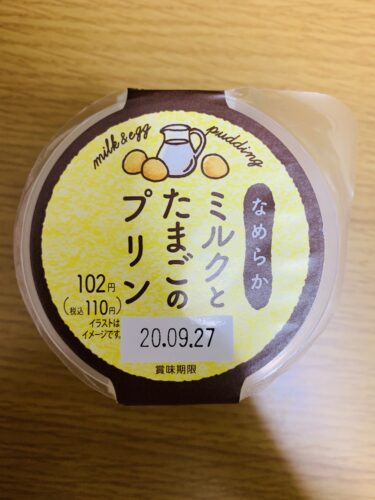 milk & egg pudding
なめらか
ミルクと
たまごの
プリン
102円
(税込110円)
イラストは
イメージです。
20.09.27
賞味期限